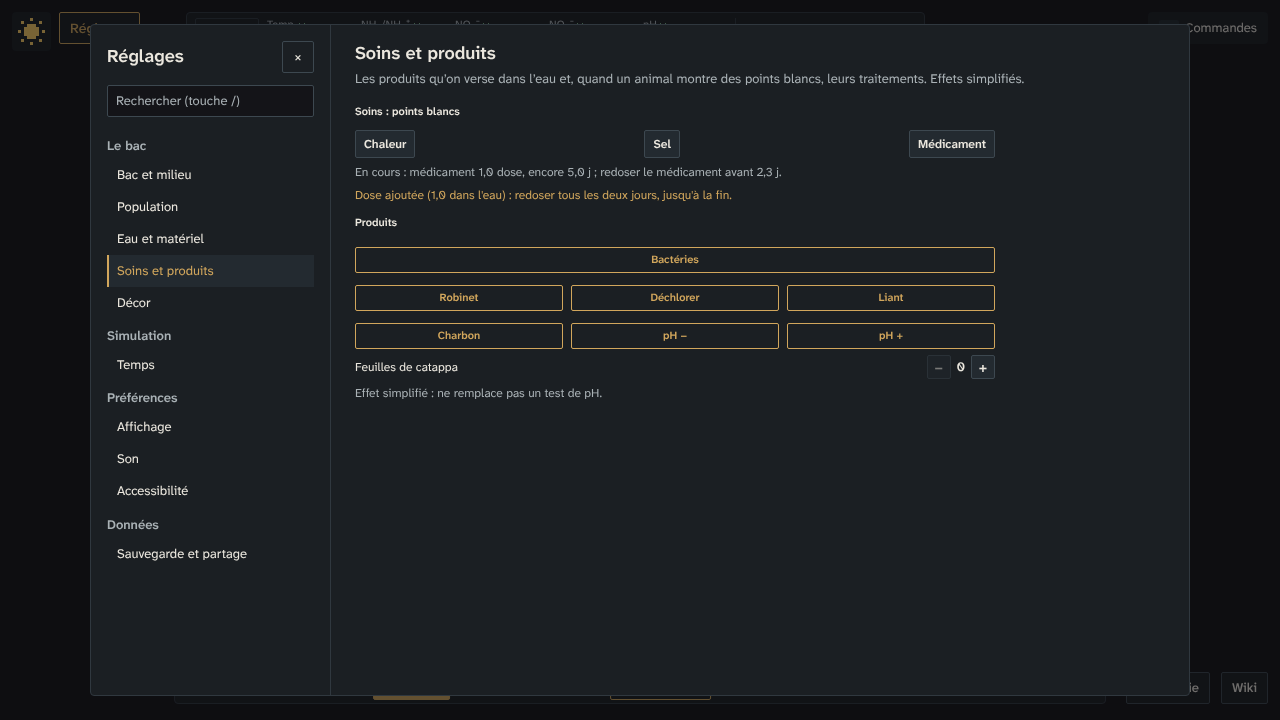 Réglages
×
Rechercher (touche /)
Le bac
Bac et milieu
Population
Eau et matériel
Soins et produits
Décor
Simulation
Temps
Préférences
Affichage
Son
Accessibilité
Données
Sauvegarde et partage
Soins et produits
Les produits qu'on verse dans l'eau et, quand un animal montre des points blancs, leurs traitements. Effets simplifiés.
Soins : points blancs
Chaleur Sel Médicament
En cours : médicament 1,0 dose, encore 5,0 j ; redoser le médicament avant 2,3 j.
Dose ajoutée (1,0 dans l'eau) : redoser tous les deux jours, jusqu'à la fin.
Produits
Bactéries
Robinet Déchlorer Liant
Charbon pH − pH +
Feuilles de catappa − 0 +
Effet simplifié : ne remplace pas un test de pH.
Commandes
Wiki